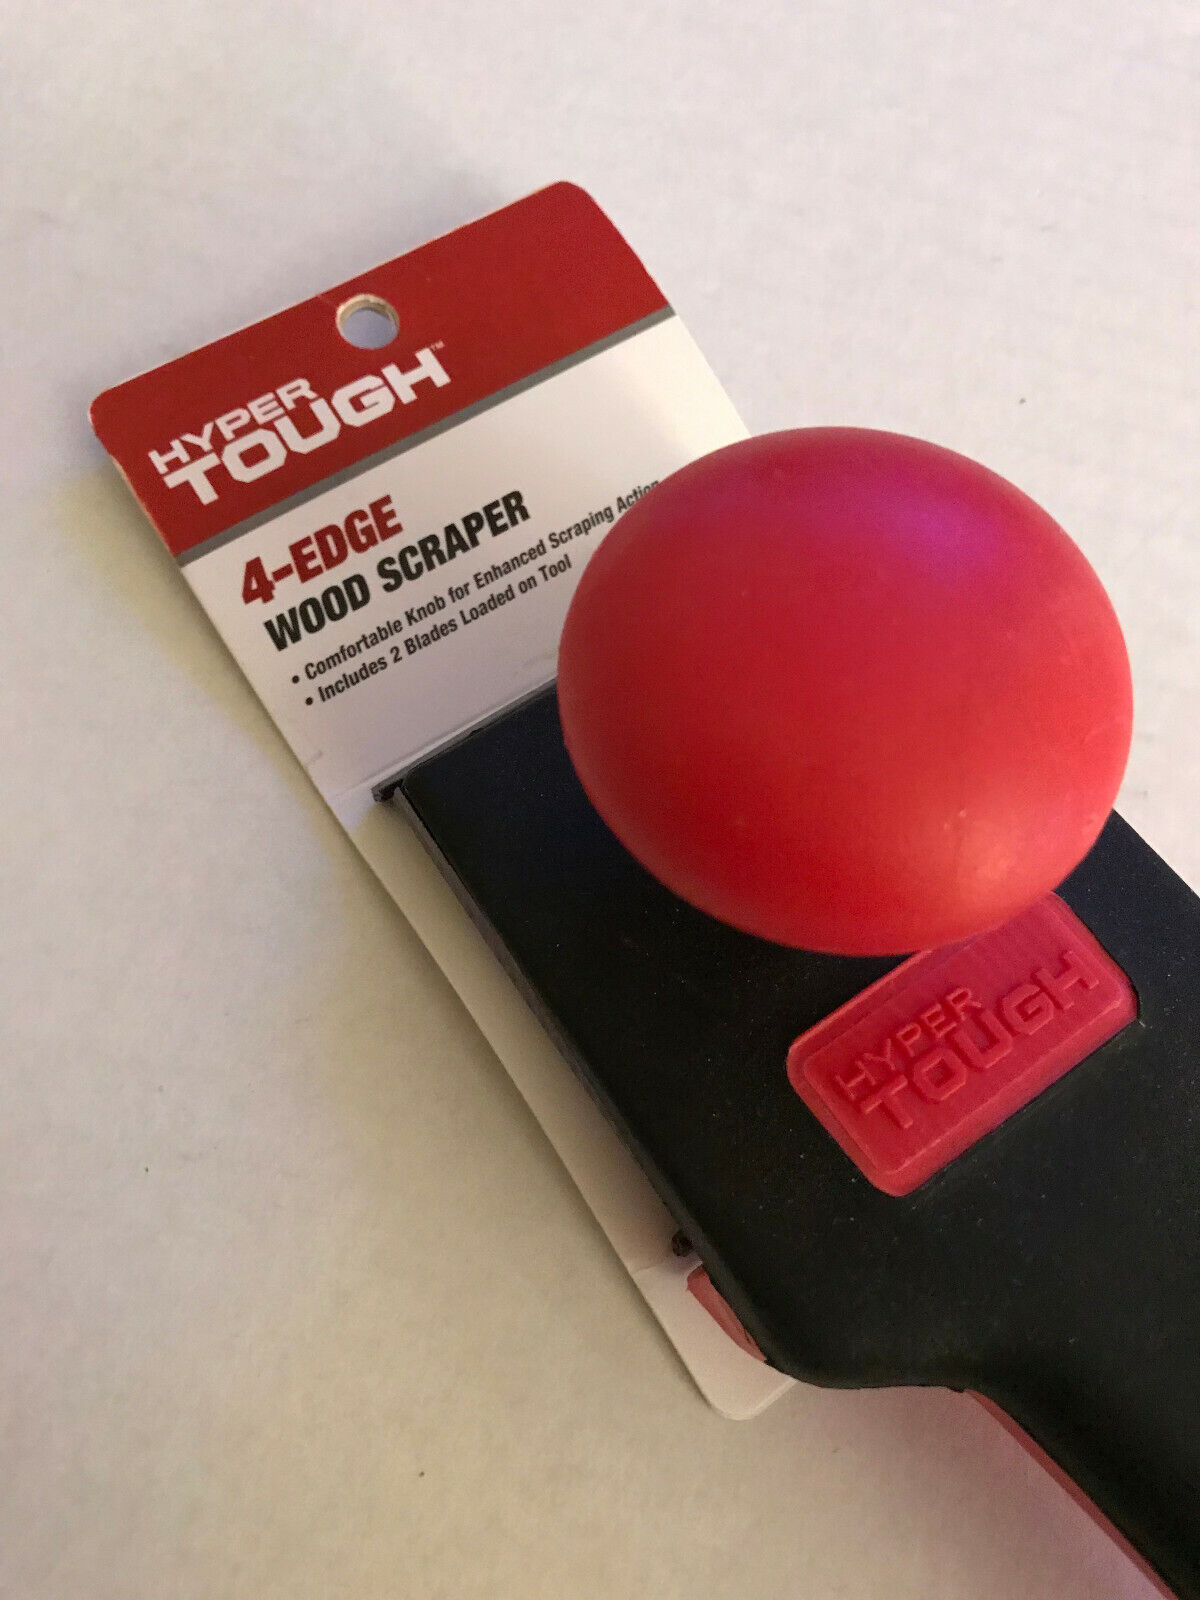 HYPER
TOUGH™
4-EDGE
WOOD SCRAPER
• Comfortable Knob for Enhanced Scraping Action
• Includes 2 Blades Loaded on Tool
HYPER
TOUGH